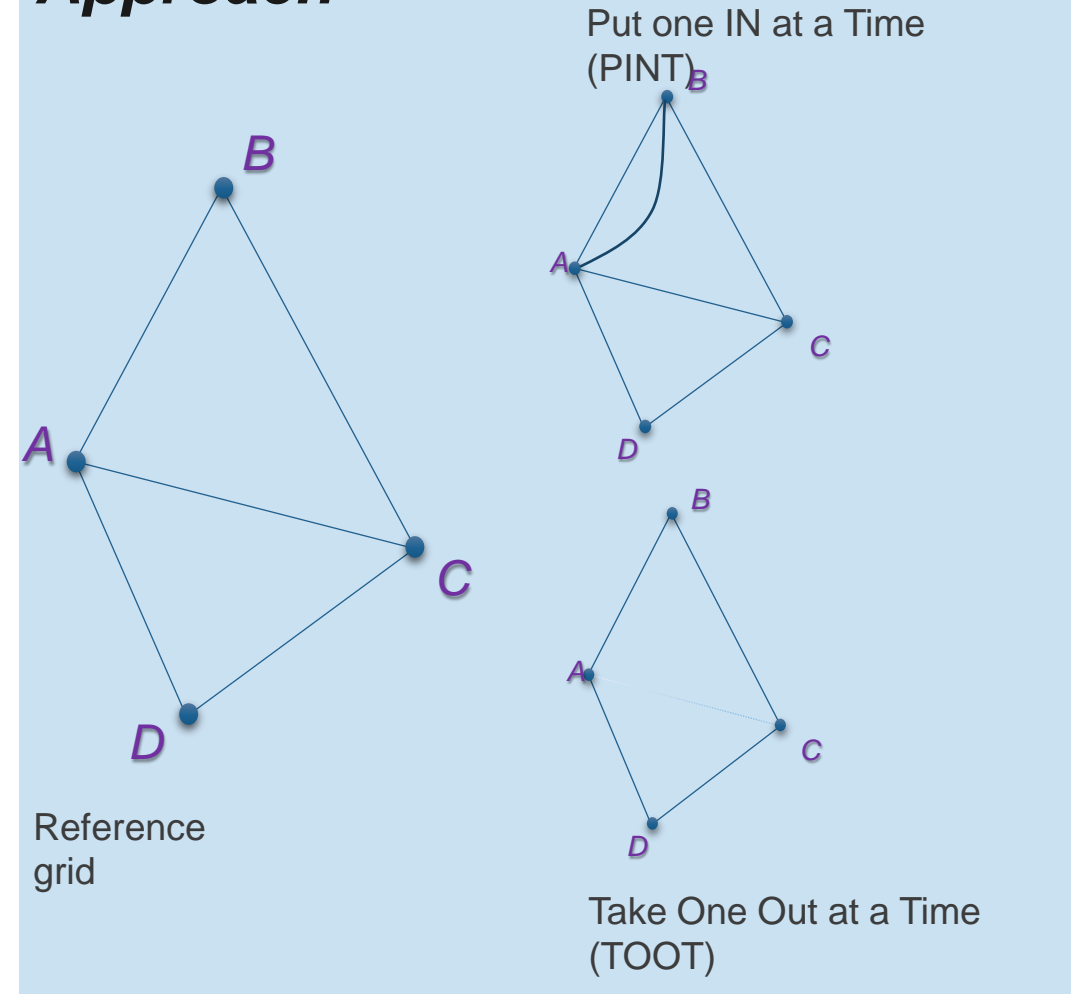 Approach
Put one IN at a Time
(PINT)
B
A
C
D
B
A
C
D
Reference
grid
B
A
C
D
Take One Out at a Time
(TOOT)